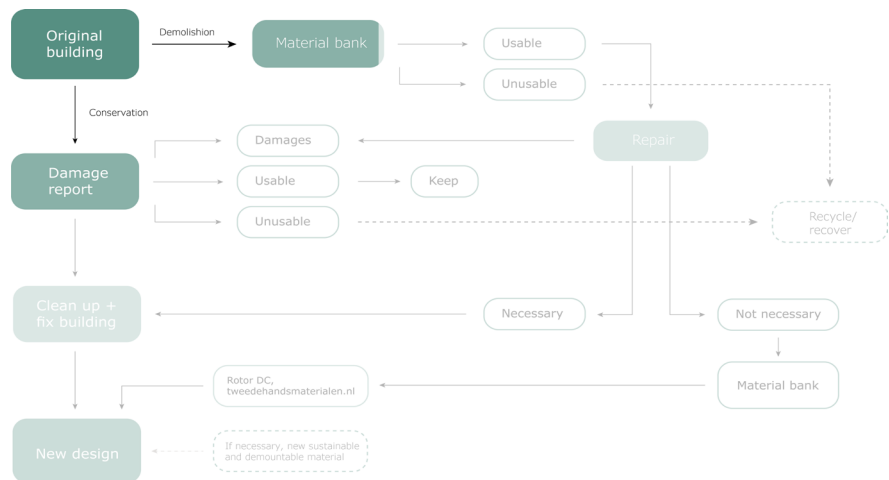 Original
building
Demolishion
Material bank
Usable
Unusable
Conservation
Damage
report
Damages
Usable
Keep
Unusable
Repair
Recycle/
recover
Clean up +
fix building
Necessary
Not necessary
Rotor DC,
tweedehandsmaterialen.nl
Material bank
New design
If necessary, new sustainable
and demountable material